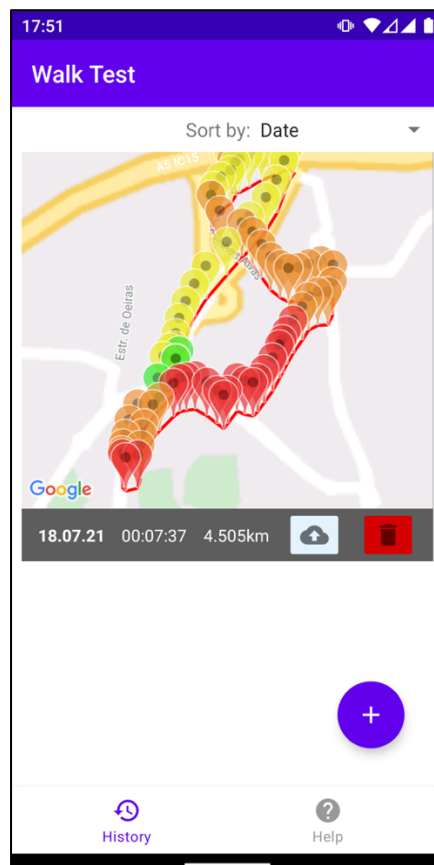 17:51
Walk Test
Sort by: Date
A5 IC15
Estr. de Oeiras
Google
18.07.21 00:07:37 4.505km
History
Help